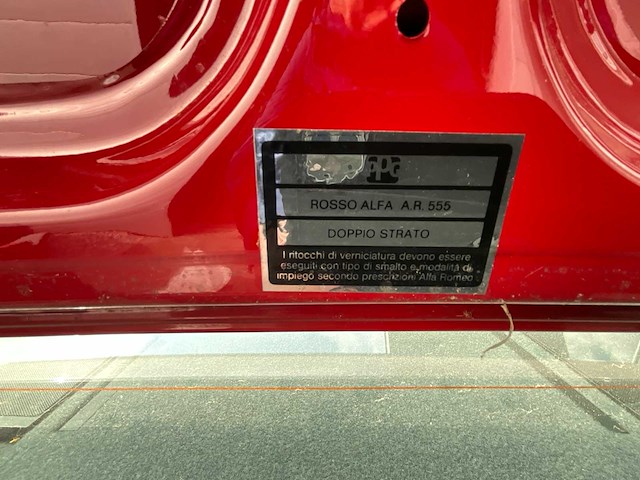 PPG
ROSSO ALFA A.R. 555
DOPPIO STRATO
I ritocchi di verniciatura devono essere
eseguiti con tipo di smalto e modalità di
impiego secondo prescrizioni Alfa Romeo